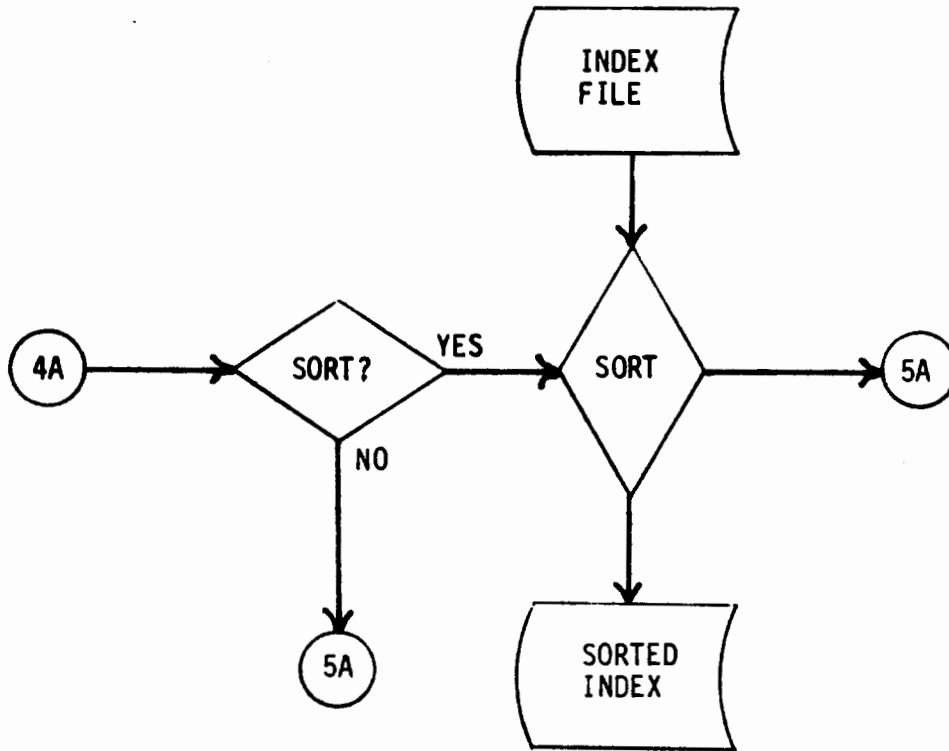 INDEX
FILE
4A
SORT?
YES
SORT
5A
NO
5A
SORTED
INDEX